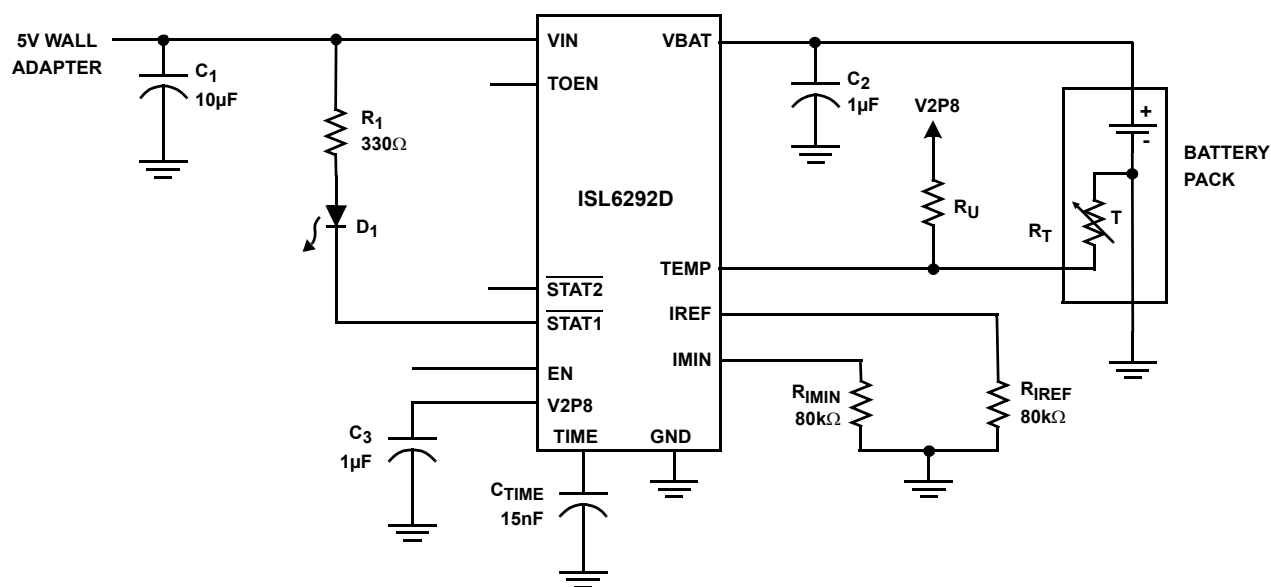 5V WALL
ADAPTER
C1
10µF
R1
330Ω
D1
VIN
TOEN
ISL6292D
STAT2
STAT1
EN
V2P8
TIME
GND
VBAT
TEMP
IREF
IMIN
C3
1µF
CTIME
15nF
C2
1µF
V2P8
RU
RT
T
+
-
BATTERY
PACK
RIMIN
80kΩ
RIREF
80kΩ